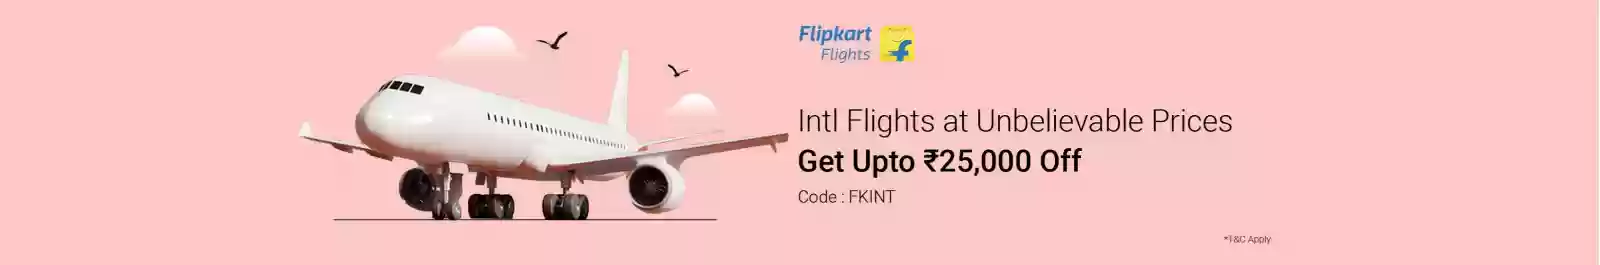 Flipkart
Flights
Intl Flights at Unbelievable Prices
Get Upto ₹25,000 Off
Code : FKINT
*T&C Apply